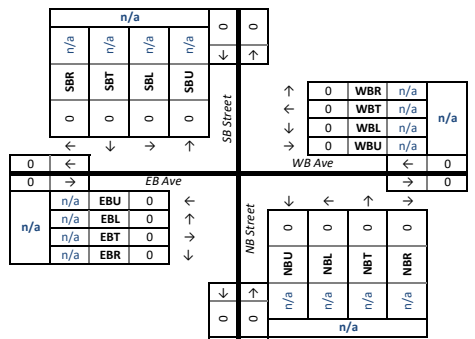 n/a
0 0
n/a n/a n/a n/a
↓ ↑
SBR SBT SBL SBU
0 0 0 0
← ↓ → ↑
SB Street
↑ 0 WBR n/a
← 0 WBT n/a
↓ 0 WBL n/a
→ 0 WBU n/a
n/a
WB Ave
0 ←
← 0
0 →
EB Ave
→ 0
n/a
n/a EBU 0 ←
n/a EBL 0 ↑
n/a EBT 0 →
n/a EBR 0 ↓
NB Street
↓ ← ↑ →
0 0 0 0
NBU NBL NBT NBR
n/a n/a n/a n/a
↓ ↑
0 0
n/a